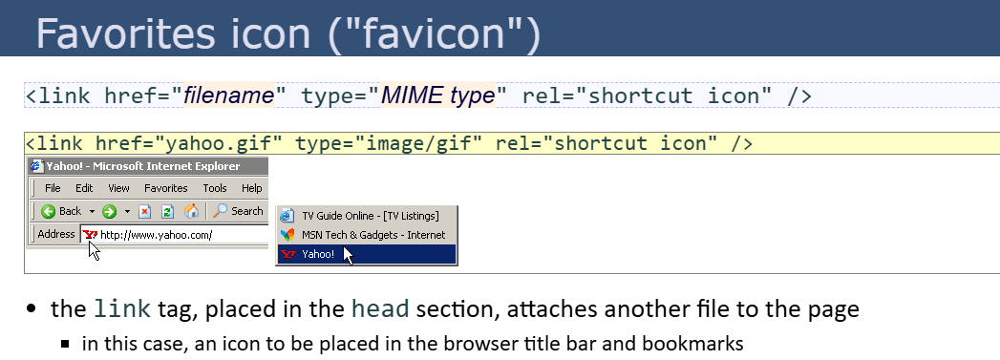 Favorites icon ("favicon")
<link href="filename" type="MIME type" rel="shortcut icon" />
<link href="yahoo.gif" type="image/gif" rel="shortcut icon" />
Yahoo! - Microsoft Internet Explorer
File Edit View Favorites Tools Help
Back Search
Address Y! http://www.yahoo.com/
TV Guide Online - [TV Listings]
MSN Tech & Gadgets - Internet
Y! Yahoo!
• the link tag, placed in the head section, attaches another file to the page
▪ in this case, an icon to be placed in the browser title bar and bookmarks